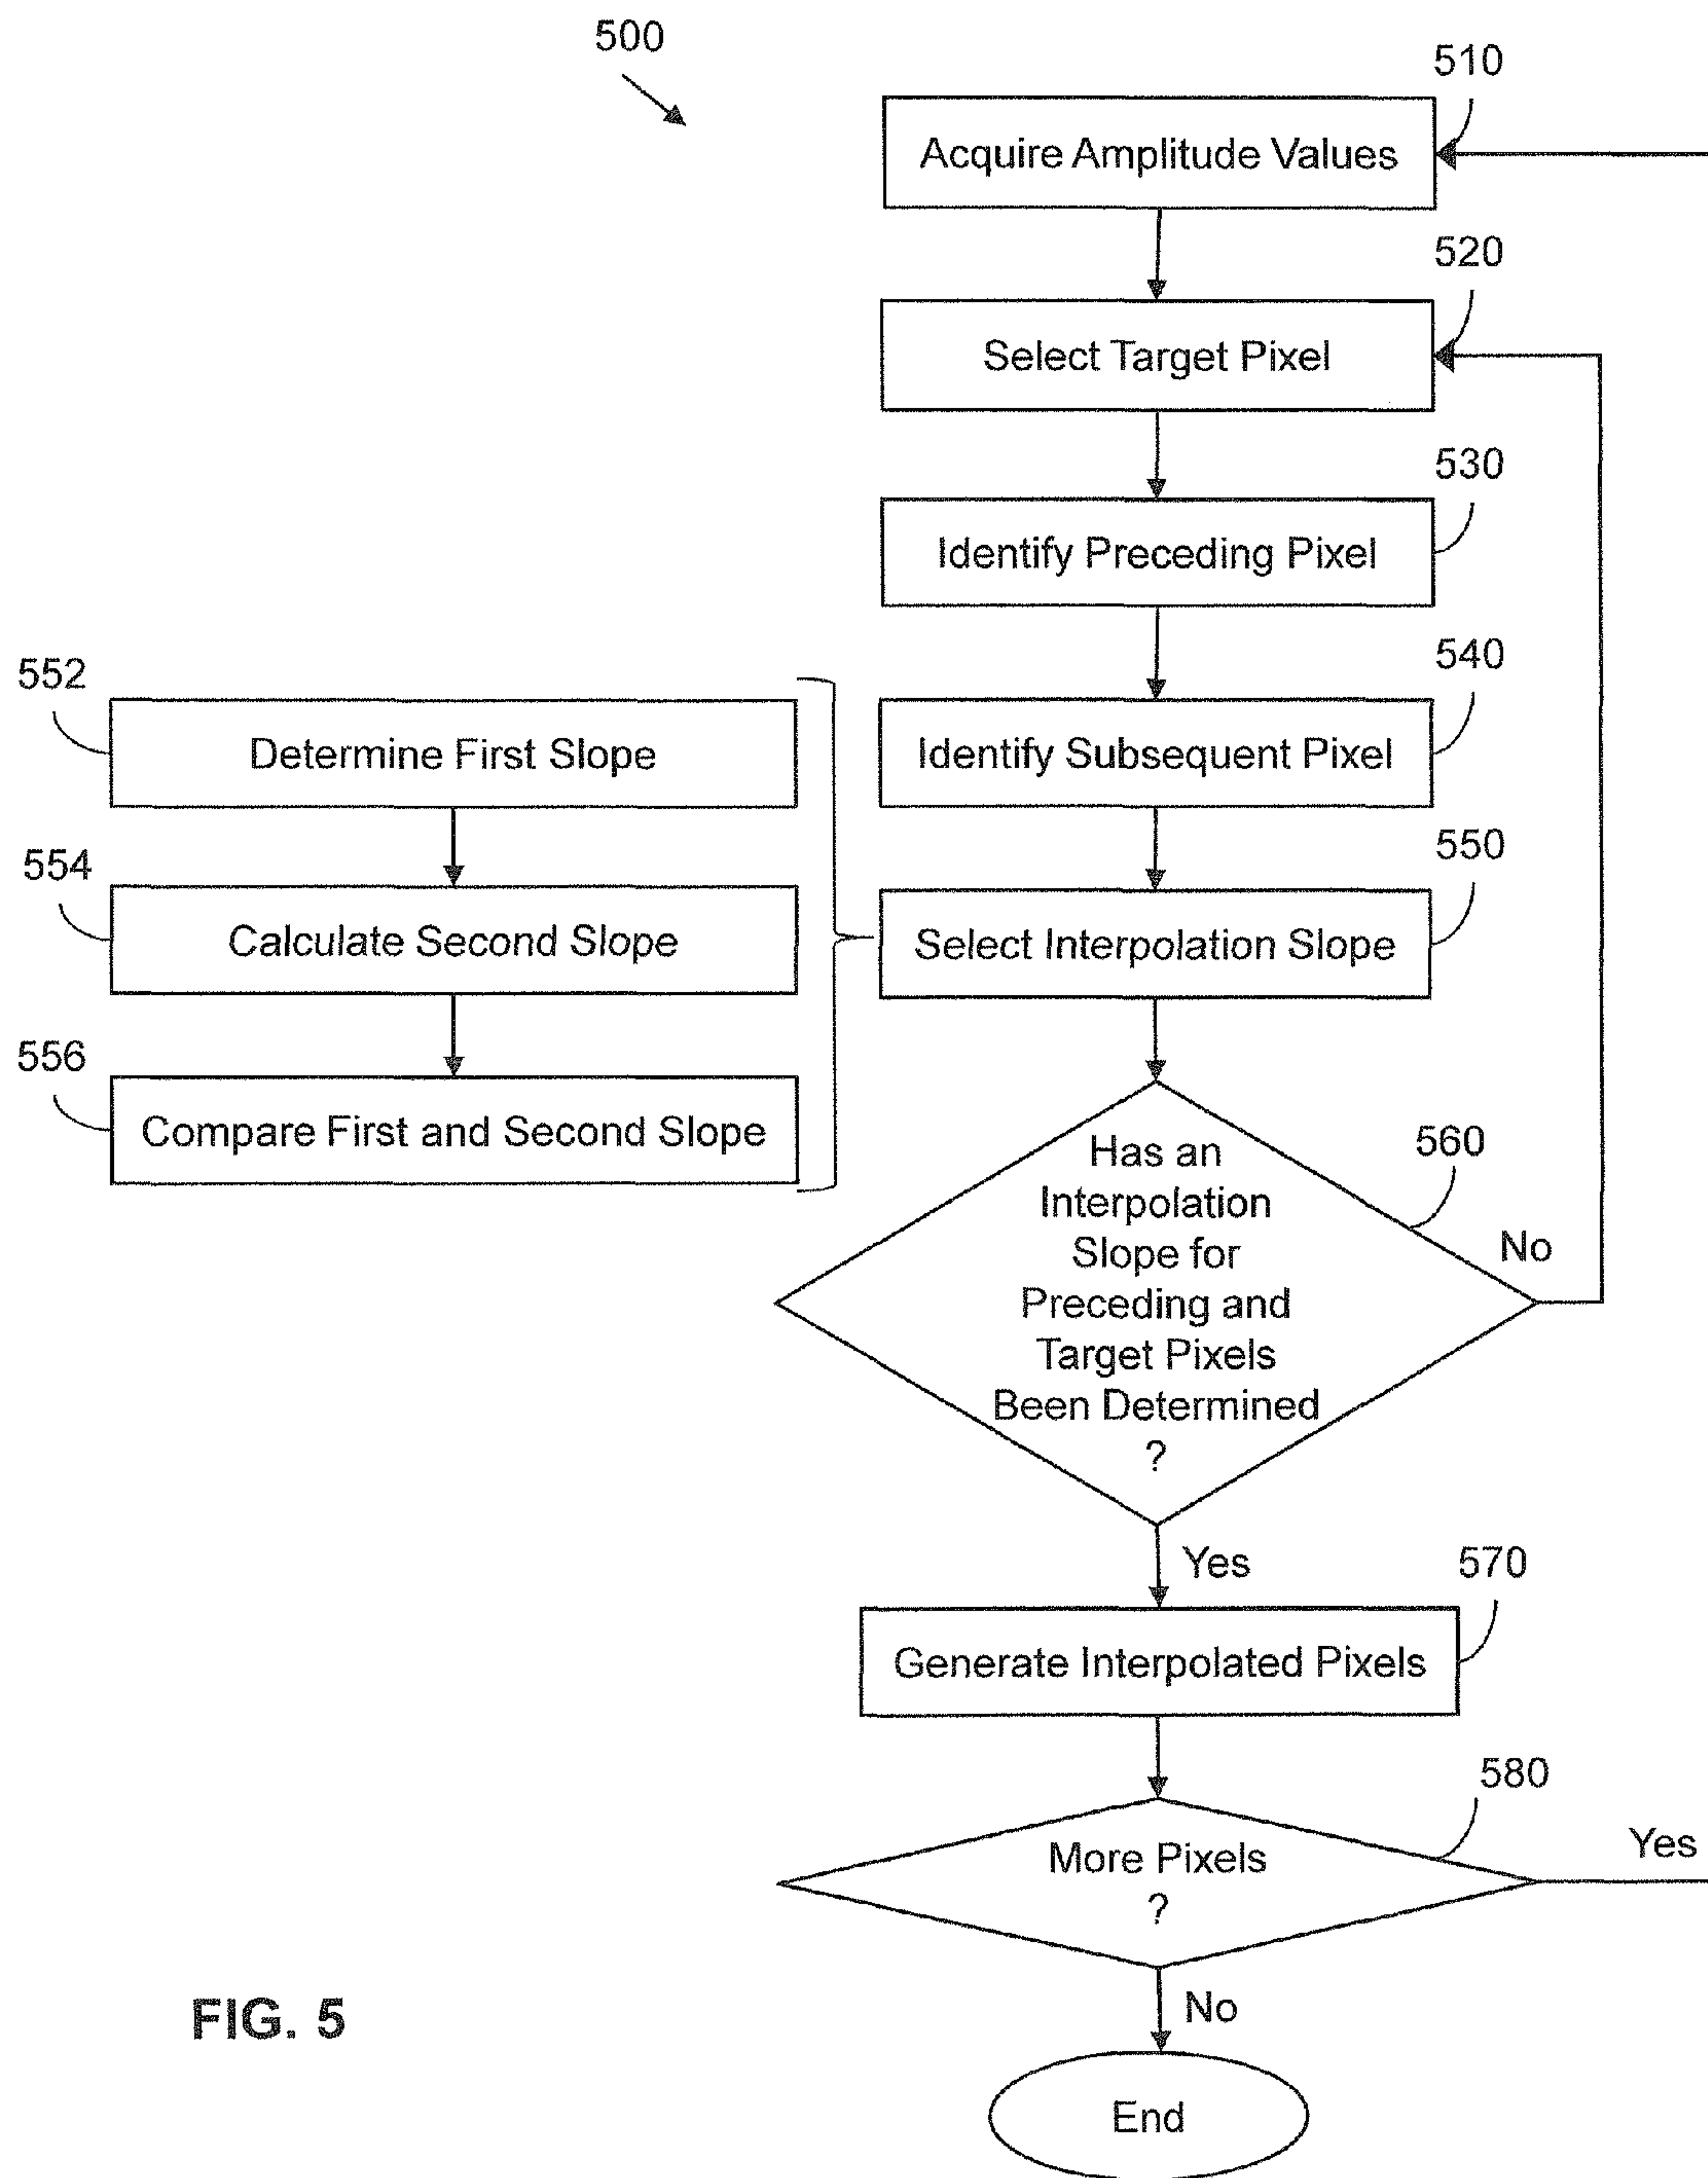 500
510
Acquire Amplitude Values
520
Select Target Pixel
530
Identify Preceding Pixel
540
Identify Subsequent Pixel
550
Select Interpolation Slope
552
Determine First Slope
554
Calculate Second Slope
556
Compare First and Second Slope
560
Has an
Interpolation
Slope for
Preceding and
Target Pixels
Been Determined
?
No
Yes
570
Generate Interpolated Pixels
580
More Pixels
?
Yes
No
End
FIG. 5